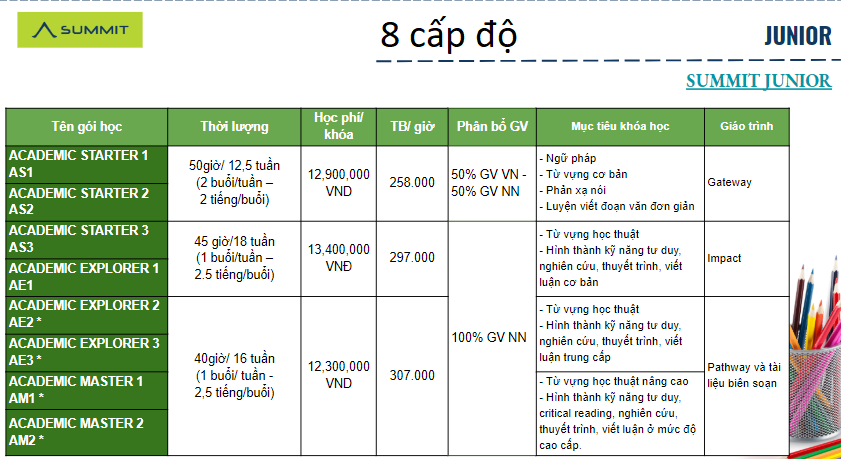 SUMMIT
8 cấp độ
JUNIOR
SUMMIT JUNIOR
Tên gói học
Thời lượng
Học phí/
khóa
TB/ giờ
Phân bổ GV
Mục tiêu khóa học
Giáo trình
ACADEMIC STARTER 1
AS1
ACADEMIC STARTER 2
AS2
50giờ/ 12,5 tuần
(2 buổi/tuần –
2 tiếng/buổi)
12,900,000
VND
258.000
50% GV VN -
50% GV NN
- Ngữ pháp
- Từ vựng cơ bản
- Phản xạ nói
- Luyện viết đoạn văn đơn giản
Gateway
ACADEMIC STARTER 3
AS3
ACADEMIC EXPLORER 1
AE1
45 giờ/18 tuần
(1 buổi/tuần –
2.5 tiếng/buổi)
13,400,000
VNĐ
297.000
- Từ vựng học thuật
- Hình thành kỹ năng tư duy,
nghiên cứu, thuyết trình, viết
luận cơ bản
Impact
ACADEMIC EXPLORER 2
AE2 *
ACADEMIC EXPLORER 3
AE3 *
ACADEMIC MASTER 1
AM1 *
ACADEMIC MASTER 2
AM2 *
40giờ/ 16 tuần
(1 buổi/ tuần -
2,5 tiếng/buổi)
12,300,000
VND
307.000
100% GV NN
- Từ vựng học thuật
- Hình thành kỹ năng tư duy,
nghiên cứu, thuyết trình, viết
luận trung cấp
- Từ vựng học thuật nâng cao
- Hình thành kỹ năng tư duy,
critical reading, nghiên cứu,
thuyết trình, viết luận ở mức độ
cao cấp.
Pathway và tài
liệu biên soạn